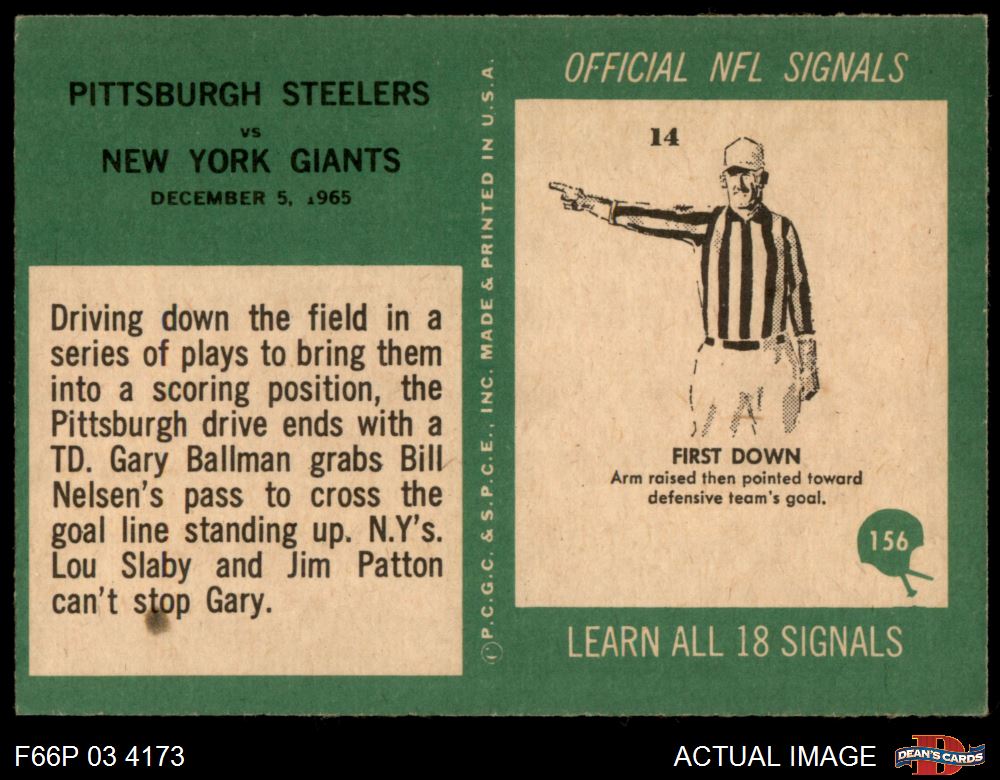 PITTSBURGH STEELERS
vs
NEW YORK GIANTS
DECEMBER 5, 1965
Driving down the field in a
series of plays to bring them
into a scoring position, the
Pittsburgh drive ends with a
TD. Gary Ballman grabs Bill
Nelsen's pass to cross the
goal line standing up. N.Y's.
Lou Slaby and Jim Patton
can't stop Gary.
©P.C.G.C. & S.P.C.E., INC. MADE & PRINTED IN U.S.A.
OFFICIAL NFL SIGNALS
14
FIRST DOWN
Arm raised then pointed toward
defensive team's goal.
156
LEARN ALL 18 SIGNALS
F66P 03 4173
ACTUAL IMAGE
D
DEAN'S CARDS